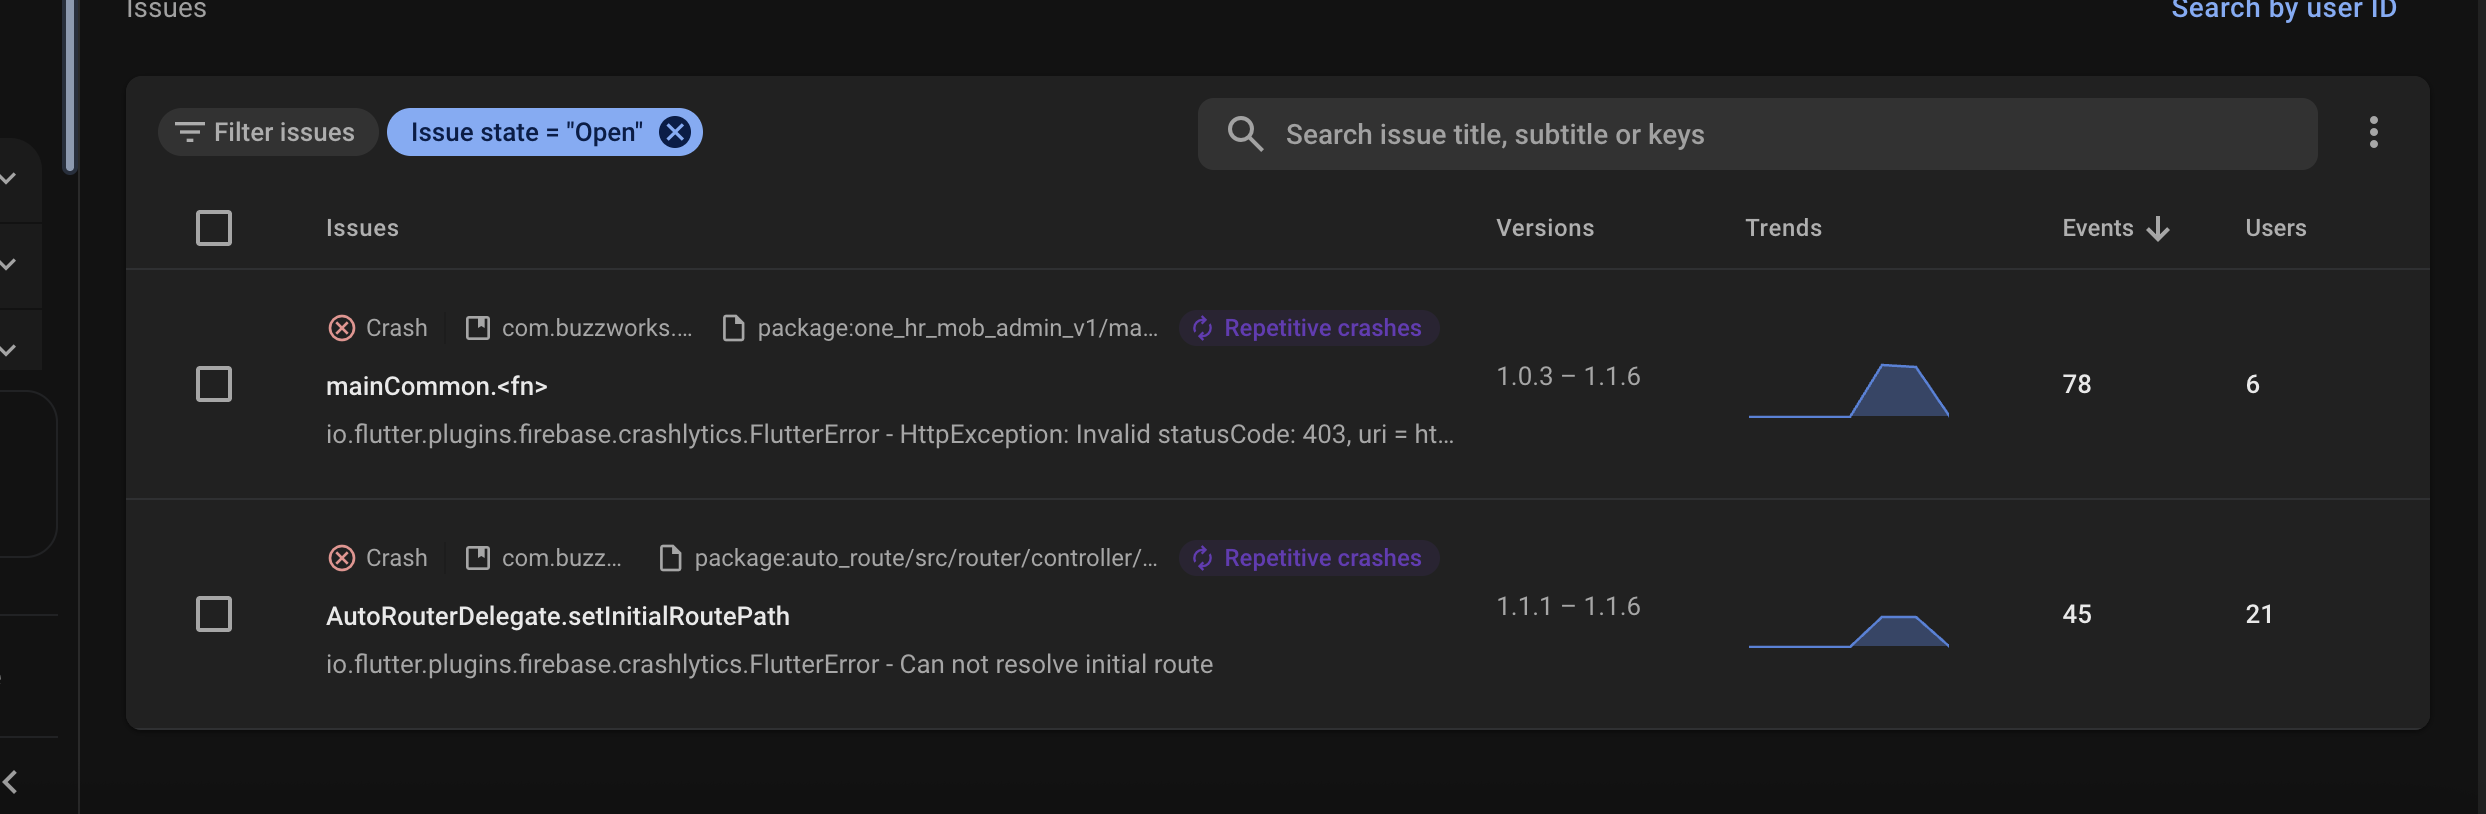 Issues
Search by user ID
Filter issues
Issue state = "Open"
Search issue title, subtitle or keys
Issues Versions Trends Events Users
Crash com.buzzworks.... package:one_hr_mob_admin_v1/ma... Repetitive crashes
mainCommon.<fn>
io.flutter.plugins.firebase.crashlytics.FlutterError - HttpException: Invalid statusCode: 403, uri = ht...
1.0.3 – 1.1.6
78
6
Crash com.buzz... package:auto_route/src/router/controller/... Repetitive crashes
AutoRouterDelegate.setInitialRoutePath
io.flutter.plugins.firebase.crashlytics.FlutterError - Can not resolve initial route
1.1.1 – 1.1.6
45
21